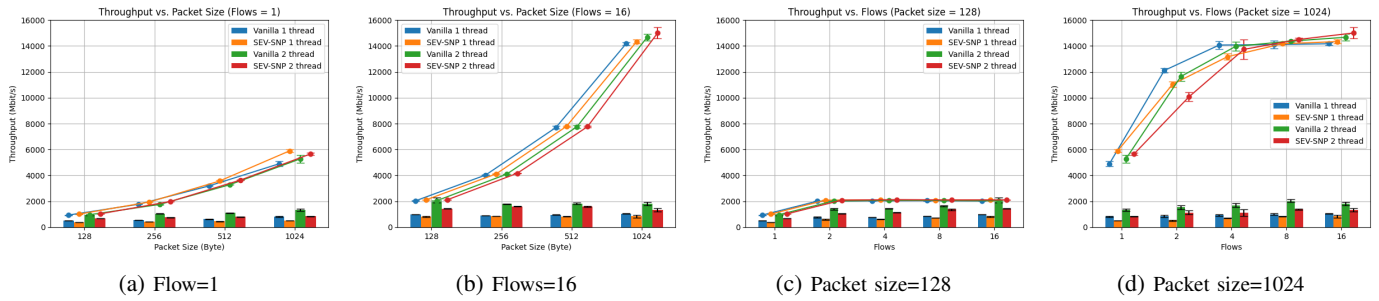 Throughput vs. Packet Size (Flows = 1)
Throughput (Mbit/s)
16000
14000
12000
10000
8000
6000
4000
2000
0
Vanilla 1 thread
SEV-SNP 1 thread
Vanilla 2 thread
SEV-SNP 2 thread
128 256 512 1024
Packet Size (Byte)
(a) Flow=1
Throughput vs. Packet Size (Flows = 16)
Throughput (Mbit/s)
16000
14000
12000
10000
8000
6000
4000
2000
0
Vanilla 1 thread
SEV-SNP 1 thread
Vanilla 2 thread
SEV-SNP 2 thread
128 256 512 1024
Packet Size (Byte)
(b) Flows=16
Throughput vs. Flows (Packet size = 128)
Throughput (Mbit/s)
16000
14000
12000
10000
8000
6000
4000
2000
0
Vanilla 1 thread
SEV-SNP 1 thread
Vanilla 2 thread
SEV-SNP 2 thread
1 2 4 8 16
Flows
(c) Packet size=128
Throughput vs. Flows (Packet size = 1024)
Throughput (Mbit/s)
16000
14000
12000
10000
8000
6000
4000
2000
0
Vanilla 1 thread
SEV-SNP 1 thread
Vanilla 2 thread
SEV-SNP 2 thread
1 2 4 8 16
Flows
(d) Packet size=1024